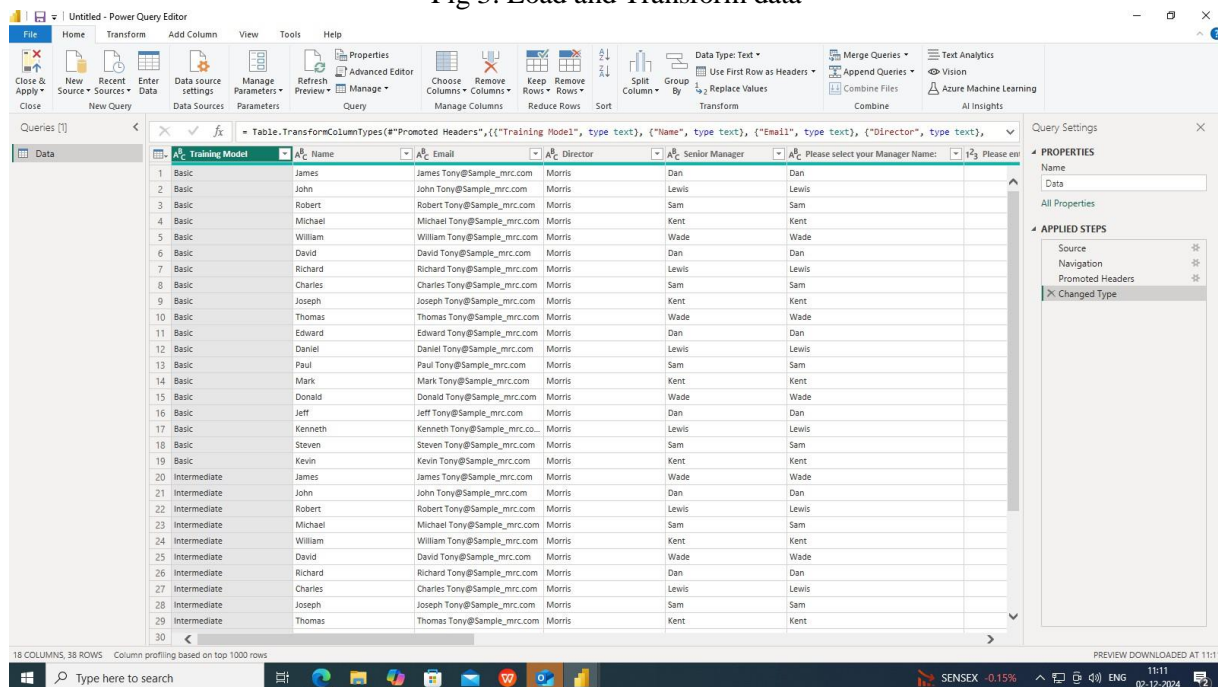 Fig 3: Load and Transform data
Untitled - Power Query Editor
File Home Transform Add Column View Tools Help
Close & Apply New Source Recent Sources Enter Data Data source settings Manage Parameters Refresh Preview Properties Advanced Editor Manage Choose Columns Remove Columns Keep Rows Remove Rows Split Column Group By Data Type: Text Use First Row as Headers Replace Values Merge Queries Append Queries Combine Files Text Analytics Vision Azure Machine Learning
Close New Query Data Sources Parameters Query Manage Columns Reduce Rows Sort Transform Combine AI Insights
Queries [1] fx = Table.TransformColumnTypes(#"Promoted Headers",{{"Training Model", type text}, {"Name", type text}, {"Email", type text}, {"Director", type text},
Data
Training Model Name Email Director Senior Manager Please select your Manager Name: Please en
1 Basic James James Tony@Sample_mrc.com Morris Dan Dan
2 Basic John John Tony@Sample_mrc.com Morris Lewis Lewis
3 Basic Robert Robert Tony@Sample_mrc.com Morris Sam Sam
4 Basic Michael Michael Tony@Sample_mrc.com Morris Kent Kent
5 Basic William William Tony@Sample_mrc.com Morris Wade Wade
6 Basic David David Tony@Sample_mrc.com Morris Dan Dan
7 Basic Richard Richard Tony@Sample_mrc.com Morris Lewis Lewis
8 Basic Charles Charles Tony@Sample_mrc.com Morris Sam Sam
9 Basic Joseph Joseph Tony@Sample_mrc.com Morris Kent Kent
10 Basic Thomas Thomas Tony@Sample_mrc.com Morris Wade Wade
11 Basic Edward Edward Tony@Sample_mrc.com Morris Dan Dan
12 Basic Daniel Daniel Tony@Sample_mrc.com Morris Lewis Lewis
13 Basic Paul Paul Tony@Sample_mrc.com Morris Sam Sam
14 Basic Mark Mark Tony@Sample_mrc.com Morris Kent Kent
15 Basic Donald Donald Tony@Sample_mrc.com Morris Wade Wade
16 Basic Jeff Jeff Tony@Sample_mrc.com Morris Dan Dan
17 Basic Kenneth Kenneth Tony@Sample_mrc.co... Morris Lewis Lewis
18 Basic Steven Steven Tony@Sample_mrc.com Morris Sam Sam
19 Basic Kevin Kevin Tony@Sample_mrc.com Morris Kent Kent
20 Intermediate James James Tony@Sample_mrc.com Morris Wade Wade
21 Intermediate John John Tony@Sample_mrc.com Morris Dan Dan
22 Intermediate Robert Robert Tony@Sample_mrc.com Morris Lewis Lewis
23 Intermediate Michael Michael Tony@Sample_mrc.com Morris Sam Sam
24 Intermediate William William Tony@Sample_mrc.com Morris Kent Kent
25 Intermediate David David Tony@Sample_mrc.com Morris Wade Wade
26 Intermediate Richard Richard Tony@Sample_mrc.com Morris Dan Dan
27 Intermediate Charles Charles Tony@Sample_mrc.com Morris Lewis Lewis
28 Intermediate Joseph Joseph Tony@Sample_mrc.com Morris Sam Sam
29 Intermediate Thomas Thomas Tony@Sample_mrc.com Morris Kent Kent
30
Query Settings
PROPERTIES
Name
Data
All Properties
APPLIED STEPS
Source
Navigation
Promoted Headers
Changed Type
18 COLUMNS, 38 ROWS Column profiling based on top 1000 rows PREVIEW DOWNLOADED AT 11:1
Type here to search SENSEX -0.15% ENG 11:11
02-12-2024